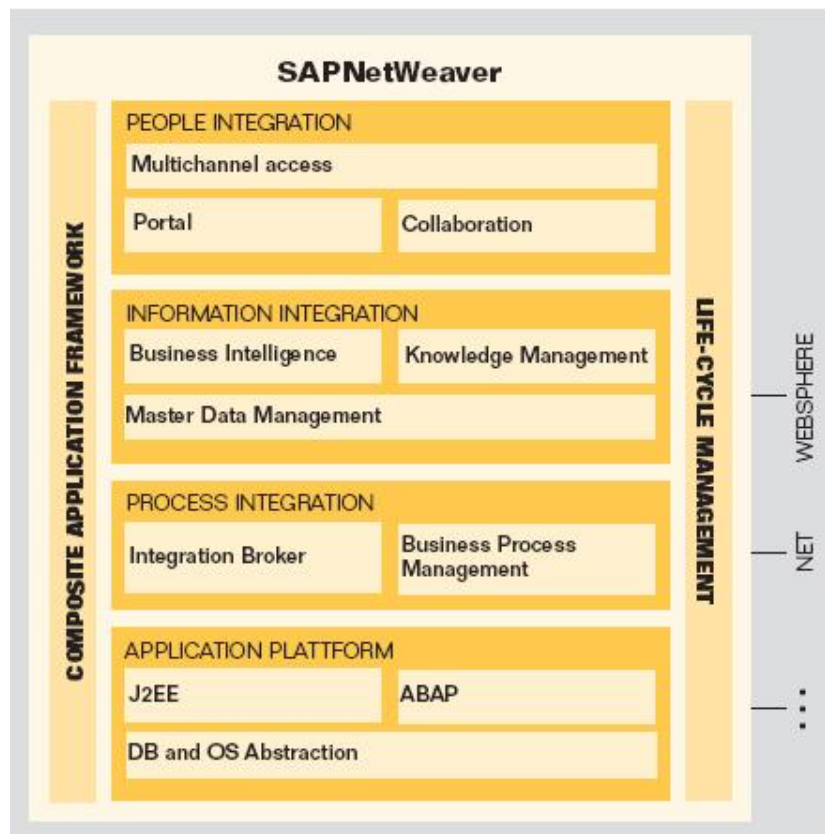 SAPNetWeaver
COMPOSITE APPLICATION FRAMEWORK
PEOPLE INTEGRATION
Multichannel access
Portal
Collaboration
INFORMATION INTEGRATION
Business Intelligence
Knowledge Management
Master Data Management
PROCESS INTEGRATION
Integration Broker
Business Process
Management
APPLICATION PLATTFORM
J2EE
ABAP
DB and OS Abstraction
LIFE-CYCLE MANAGEMENT
WEBSPHERE
NET
...